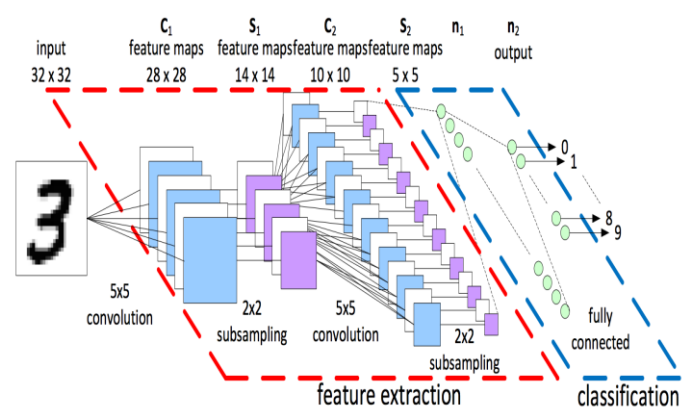 C1 S1 C2 S2 n1 n2
input feature maps feature maps feature maps feature maps output
32 x 32 28 x 28 14 x 14 10 x 10 5 x 5
0
1
8
9
5x5
convolution
2x2
subsampling
5x5
convolution
2x2
subsampling
fully
connected
feature extraction
classification